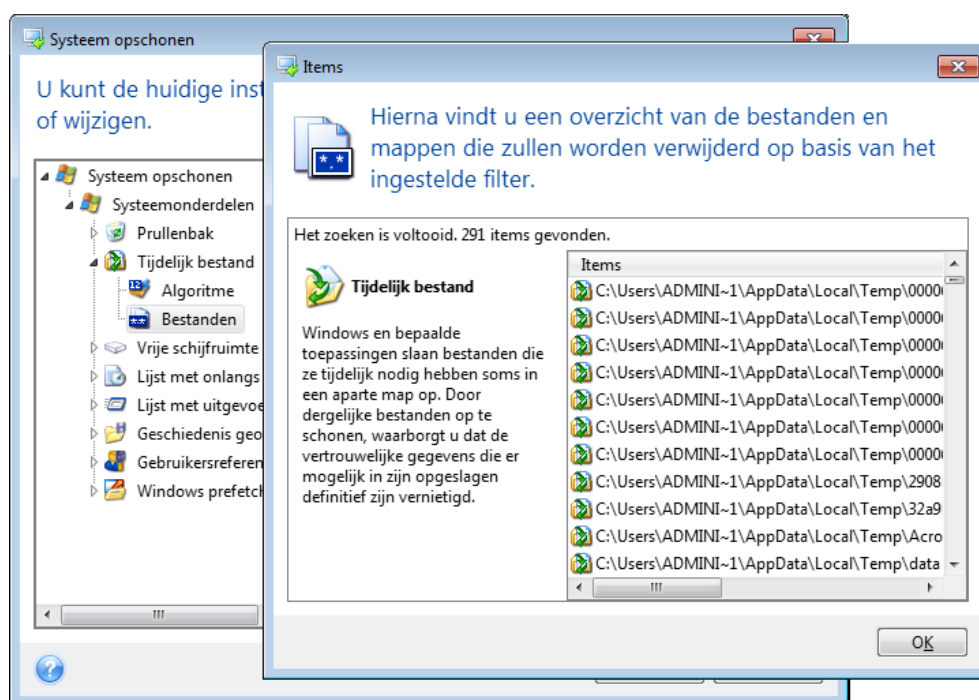 Systeem opschonen
U kunt de huidige inst
of wijzigen.
Systeem opschonen
Systeemonderdelen
Prullenbak
Tijdelijk bestand
Algoritme
Bestanden
Vrije schijfruimte
Lijst met onlangs
Lijst met uitgevoe
Geschiedenis geo
Gebruikersreferen
Windows prefetch
Items
*.*
Hierna vindt u een overzicht van de bestanden en
mappen die zullen worden verwijderd op basis van het
ingestelde filter.
Het zoeken is voltooid. 291 items gevonden.
Tijdelijk bestand
Windows en bepaalde
toepassingen slaan bestanden die
ze tijdelijk nodig hebben soms in
een aparte map op. Door
dergelijke bestanden op te
schonen, waarborgt u dat de
vertrouwelijke gegevens die er
mogelijk in zijn opgeslagen
definitief zijn vernietigd.
Items
C:\Users\ADMINI~1\AppData\Local\Temp\0000
C:\Users\ADMINI~1\AppData\Local\Temp\0000
C:\Users\ADMINI~1\AppData\Local\Temp\0000
C:\Users\ADMINI~1\AppData\Local\Temp\0000
C:\Users\ADMINI~1\AppData\Local\Temp\0000
C:\Users\ADMINI~1\AppData\Local\Temp\0000
C:\Users\ADMINI~1\AppData\Local\Temp\0000
C:\Users\ADMINI~1\AppData\Local\Temp\2908
C:\Users\ADMINI~1\AppData\Local\Temp\32a9
C:\Users\ADMINI~1\AppData\Local\Temp\Acro
C:\Users\ADMINI~1\AppData\Local\Temp\data
OK